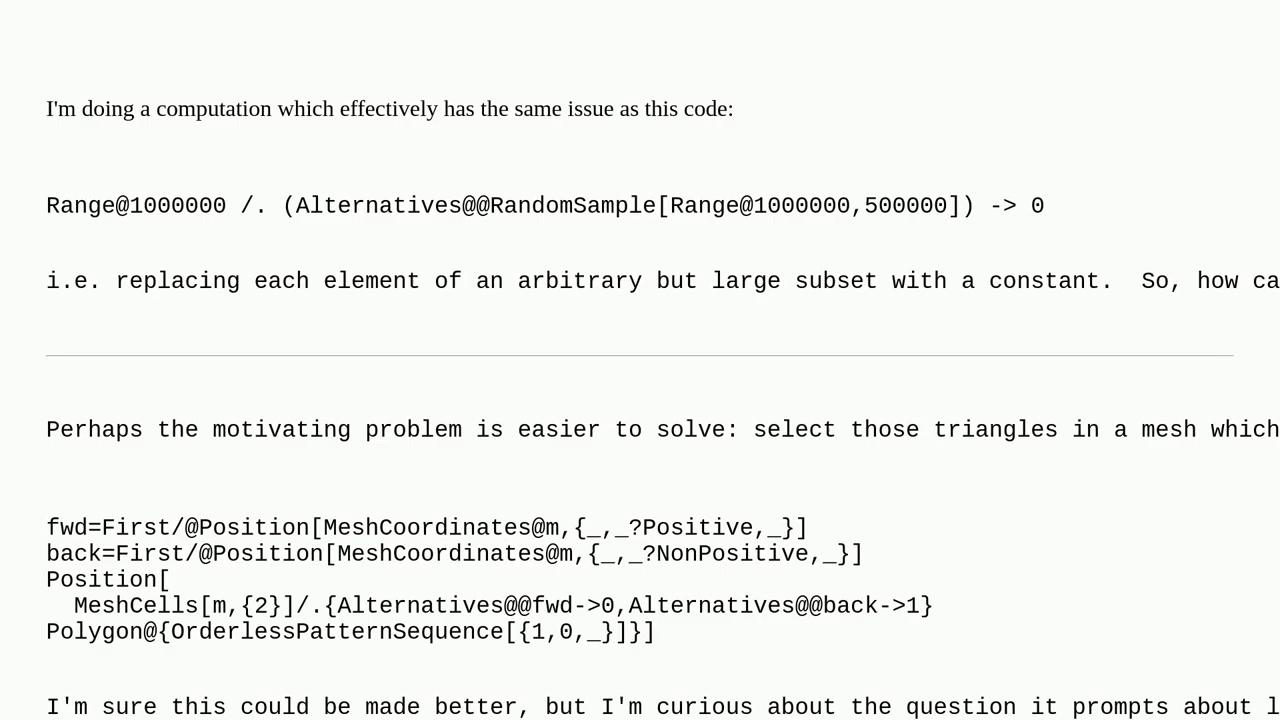 I'm doing a computation which effectively has the same issue as this code:
Range@1000000 /. (Alternatives@@RandomSample[Range@1000000,500000]) -> 0
i.e. replacing each element of an arbitrary but large subset with a constant.  So, how ca
Perhaps the motivating problem is easier to solve: select those triangles in a mesh which
fwd=First/@Position[MeshCoordinates@m,{_,_?Positive,_}]
back=First/@Position[MeshCoordinates@m,{_,_?NonPositive,_}]
Position[
  MeshCells[m,{2}]/.{Alternatives@@fwd->0,Alternatives@@back->1}
Polygon@{OrderlessPatternSequence[{1,0,_}]}]
I'm sure this could be made better, but I'm curious about the question it prompts about l